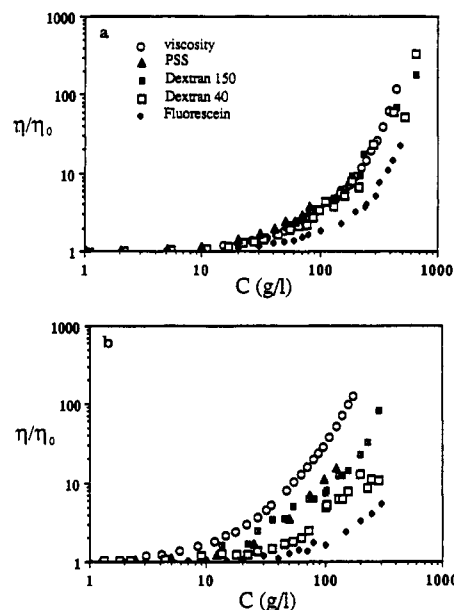 1000
a
viscosity
PSS
Dextran 150
Dextran 40
Fluorescein
100
η/η₀
10
1
1 10 100 1000
C (g/l)
1000
b
η/η₀
100
10
1
1 10 100 1000
C (g/l)